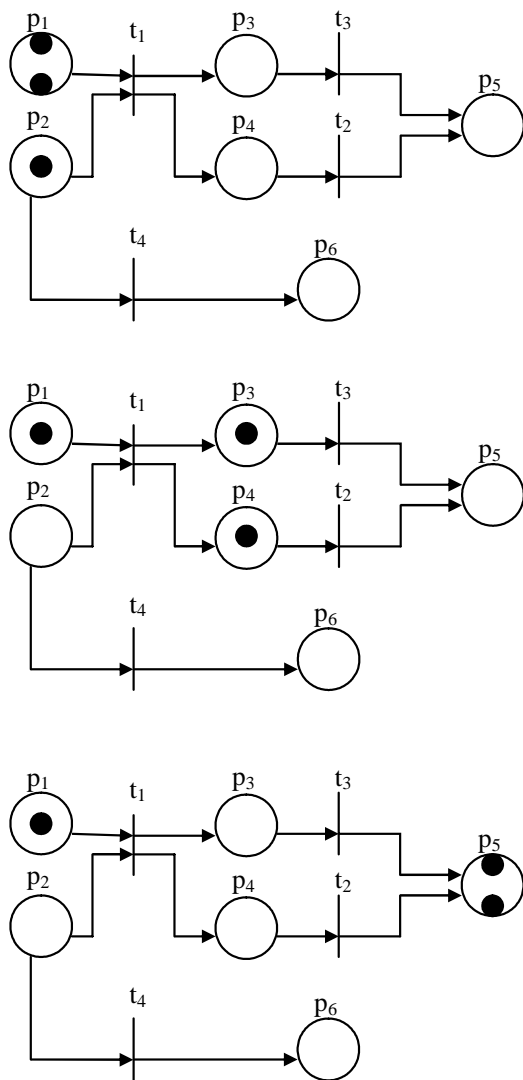 p₁ t₁ t₃
p₃
p₅
p₂ p₄ t₂
t₄ p₆
p₁ t₁ p₃ t₃
p₅
p₂ p₄ t₂
t₄ p₆
p₁ t₁ p₃ t₃
p₅
p₂ p₄ t₂
t₄ p₆